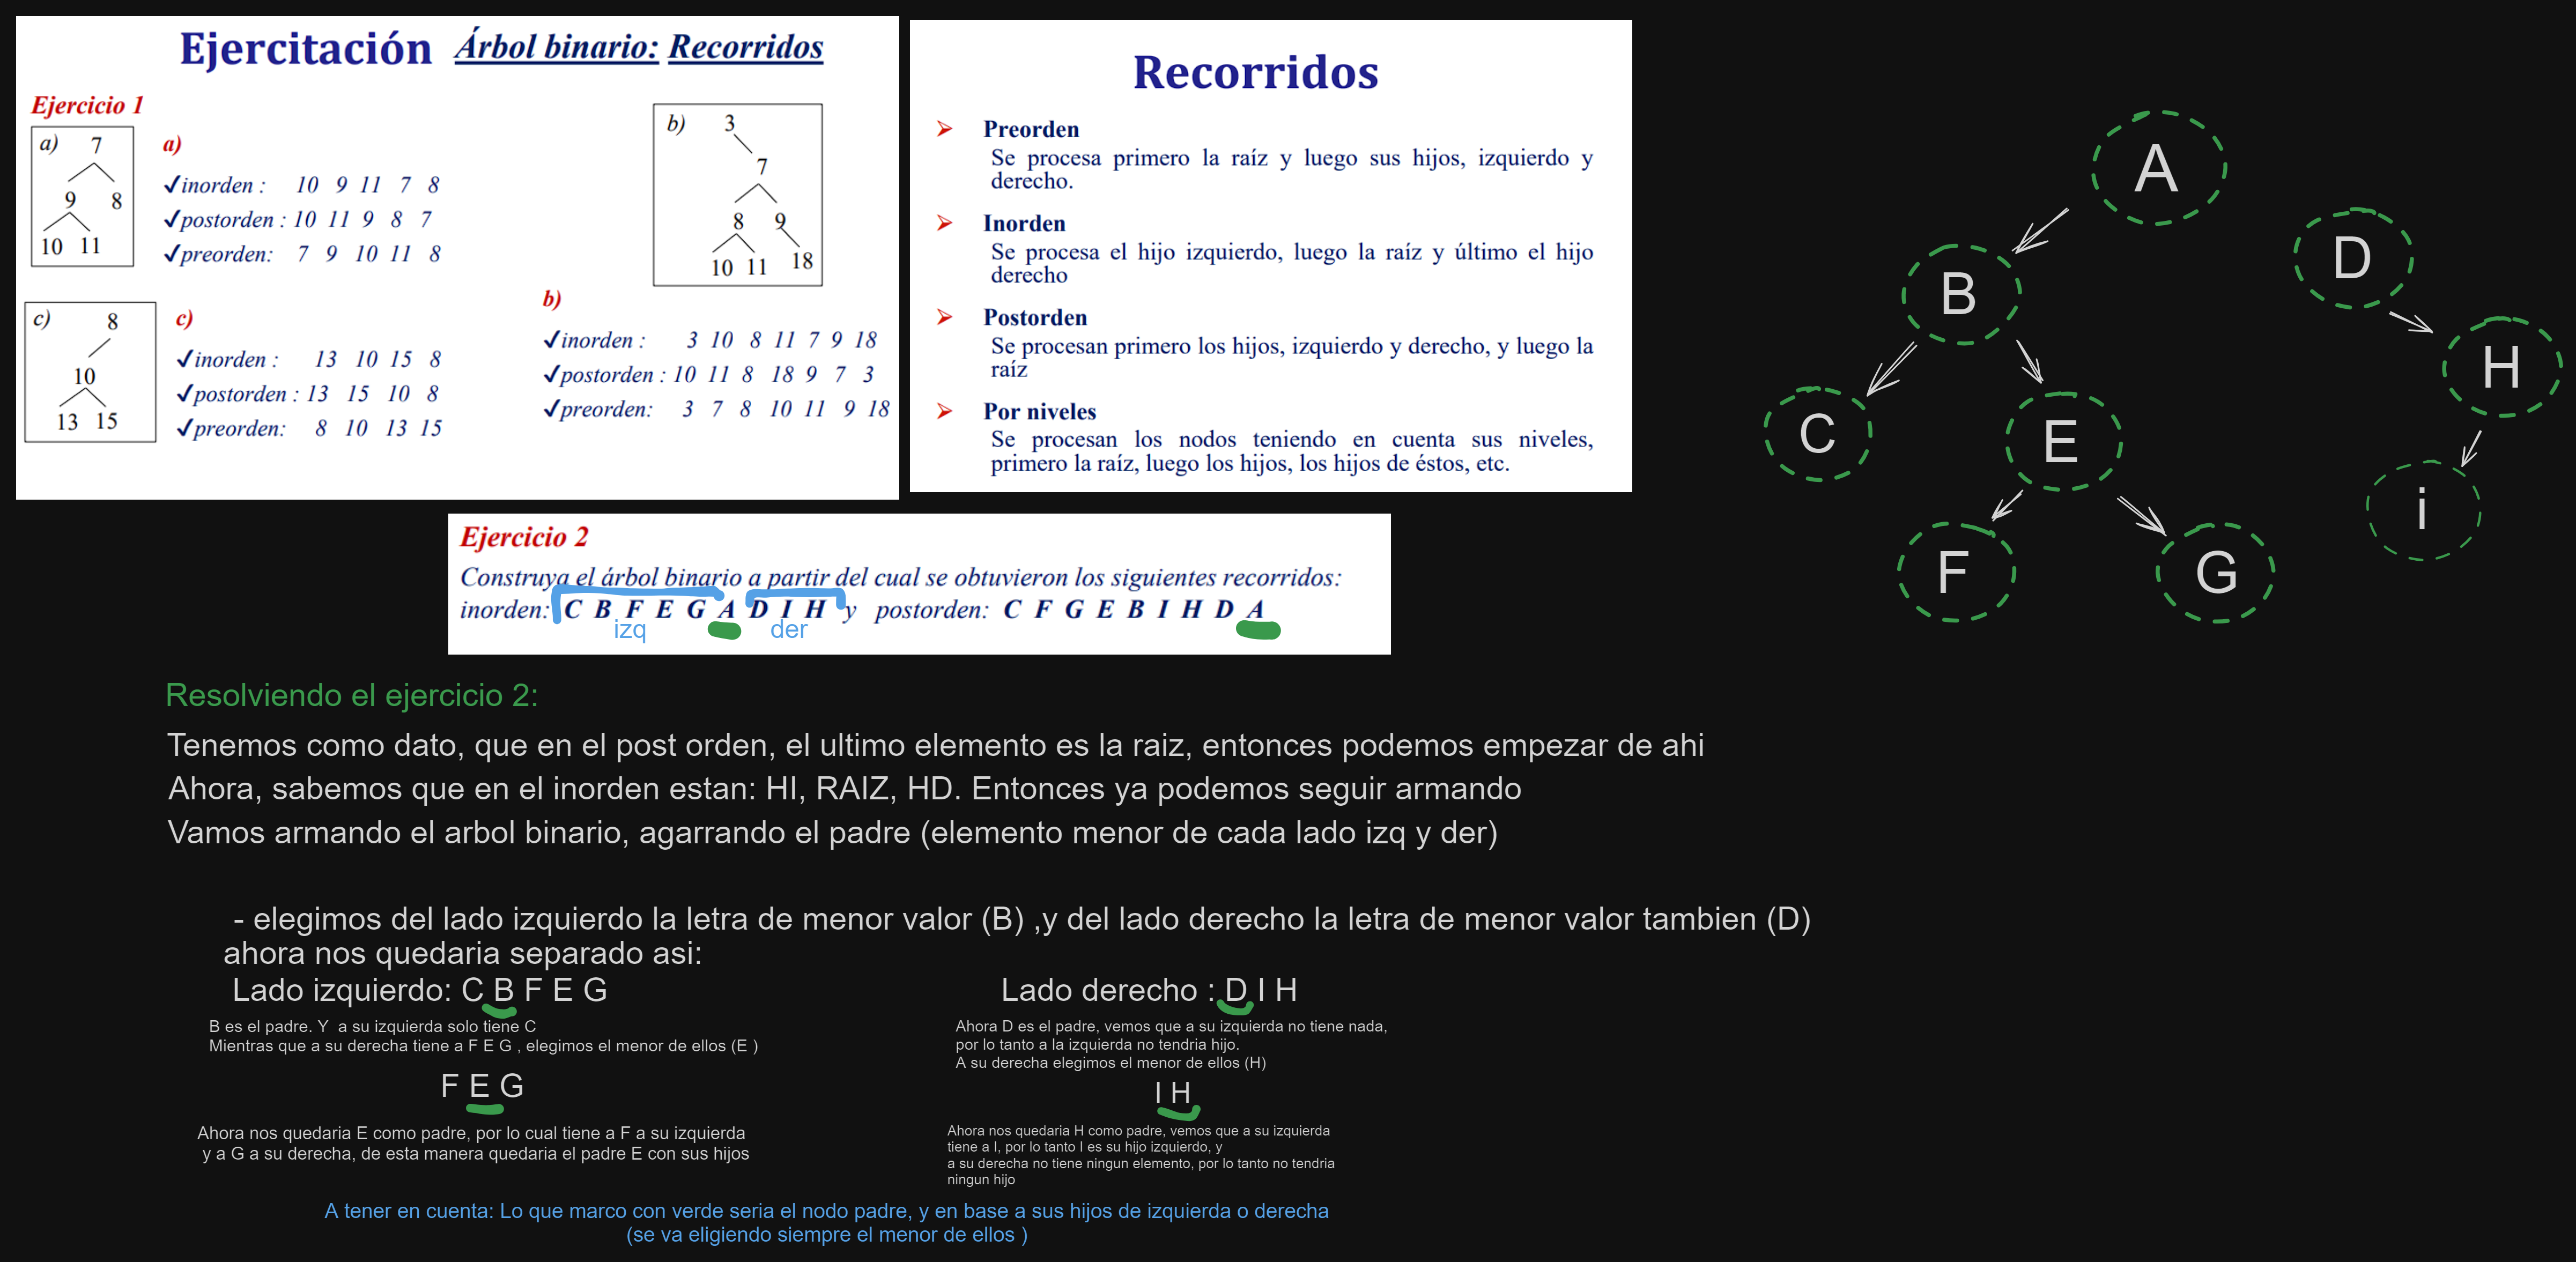 Ejercitación Árbol binario: Recorridos
Ejercicio 1
a)
7
9 8
10 11
a)
✓inorden : 10 9 11 7 8
✓postorden : 10 11 9 8 7
✓preorden: 7 9 10 11 8
b)
3
7
8 9
10 11 18
b)
✓inorden : 3 10 8 11 7 9 18
✓postorden : 10 11 8 18 9 7 3
✓preorden: 3 7 8 10 11 9 18
c)
8
10
13 15
c)
✓inorden : 13 10 15 8
✓postorden : 13 15 10 8
✓preorden: 8 10 13 15
Recorridos
➢ Preorden
Se procesa primero la raíz y luego sus hijos, izquierdo y
derecho.
➢ Inorden
Se procesa el hijo izquierdo, luego la raíz y último el hijo
derecho
➢ Postorden
Se procesan primero los hijos, izquierdo y derecho, y luego la
raíz
➢ Por niveles
Se procesan los nodos teniendo en cuenta sus niveles,
primero la raíz, luego los hijos, los hijos de éstos, etc.
A
B D
H
C E
i
F G
Ejercicio 2
Construya el árbol binario a partir del cual se obtuvieron los siguientes recorridos:
inorden: C B F E G A D I H y postorden: C F G E B I H D A
izq der
Resolviendo el ejercicio 2:
Tenemos como dato, que en el post orden, el ultimo elemento es la raiz, entonces podemos empezar de ahi
Ahora, sabemos que en el inorden estan: HI, RAIZ, HD. Entonces ya podemos seguir armando
Vamos armando el arbol binario, agarrando el padre (elemento menor de cada lado izq y der)
- elegimos del lado izquierdo la letra de menor valor (B) ,y del lado derecho la letra de menor valor tambien (D)
ahora nos quedaria separado asi:
Lado izquierdo: C B F E G
B es el padre. Y a su izquierda solo tiene C
Mientras que a su derecha tiene a F E G , elegimos el menor de ellos (E )
F E G
Ahora nos quedaria E como padre, por lo cual tiene a F a su izquierda
y a G a su derecha, de esta manera quedaria el padre E con sus hijos
Lado derecho : D I H
Ahora D es el padre, vemos que a su izquierda no tiene nada,
por lo tanto a la izquierda no tendria hijo.
A su derecha elegimos el menor de ellos (H)
I H
Ahora nos quedaria H como padre, vemos que a su izquierda
tiene a I, por lo tanto I es su hijo izquierdo, y
a su derecha no tiene ningun elemento, por lo tanto no tendria
ningun hijo
A tener en cuenta: Lo que marco con verde seria el nodo padre, y en base a sus hijos de izquierda o derecha
(se va eligiendo siempre el menor de ellos )